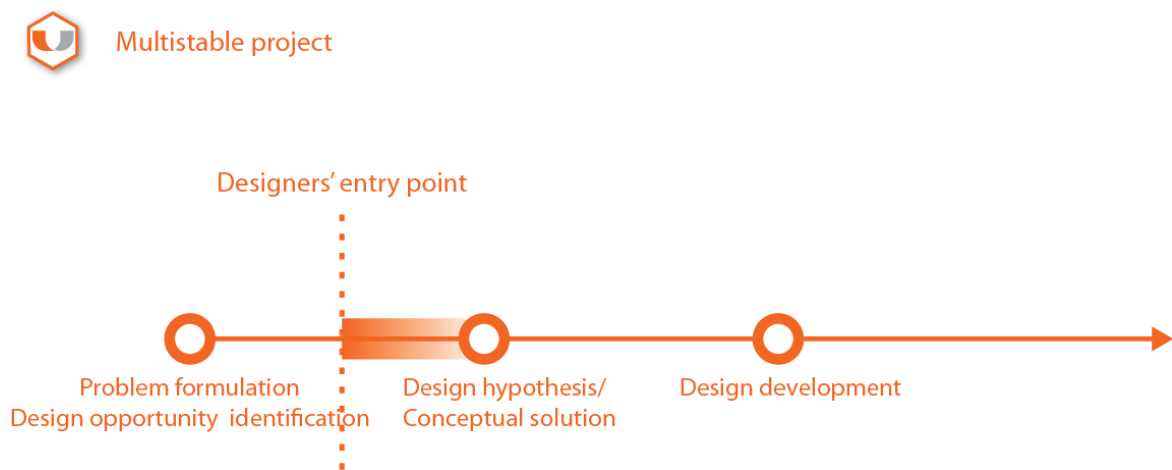 Multistable project
Designers' entry point
Problem formulation
Design opportunity identification
Design hypothesis/
Conceptual solution
Design development